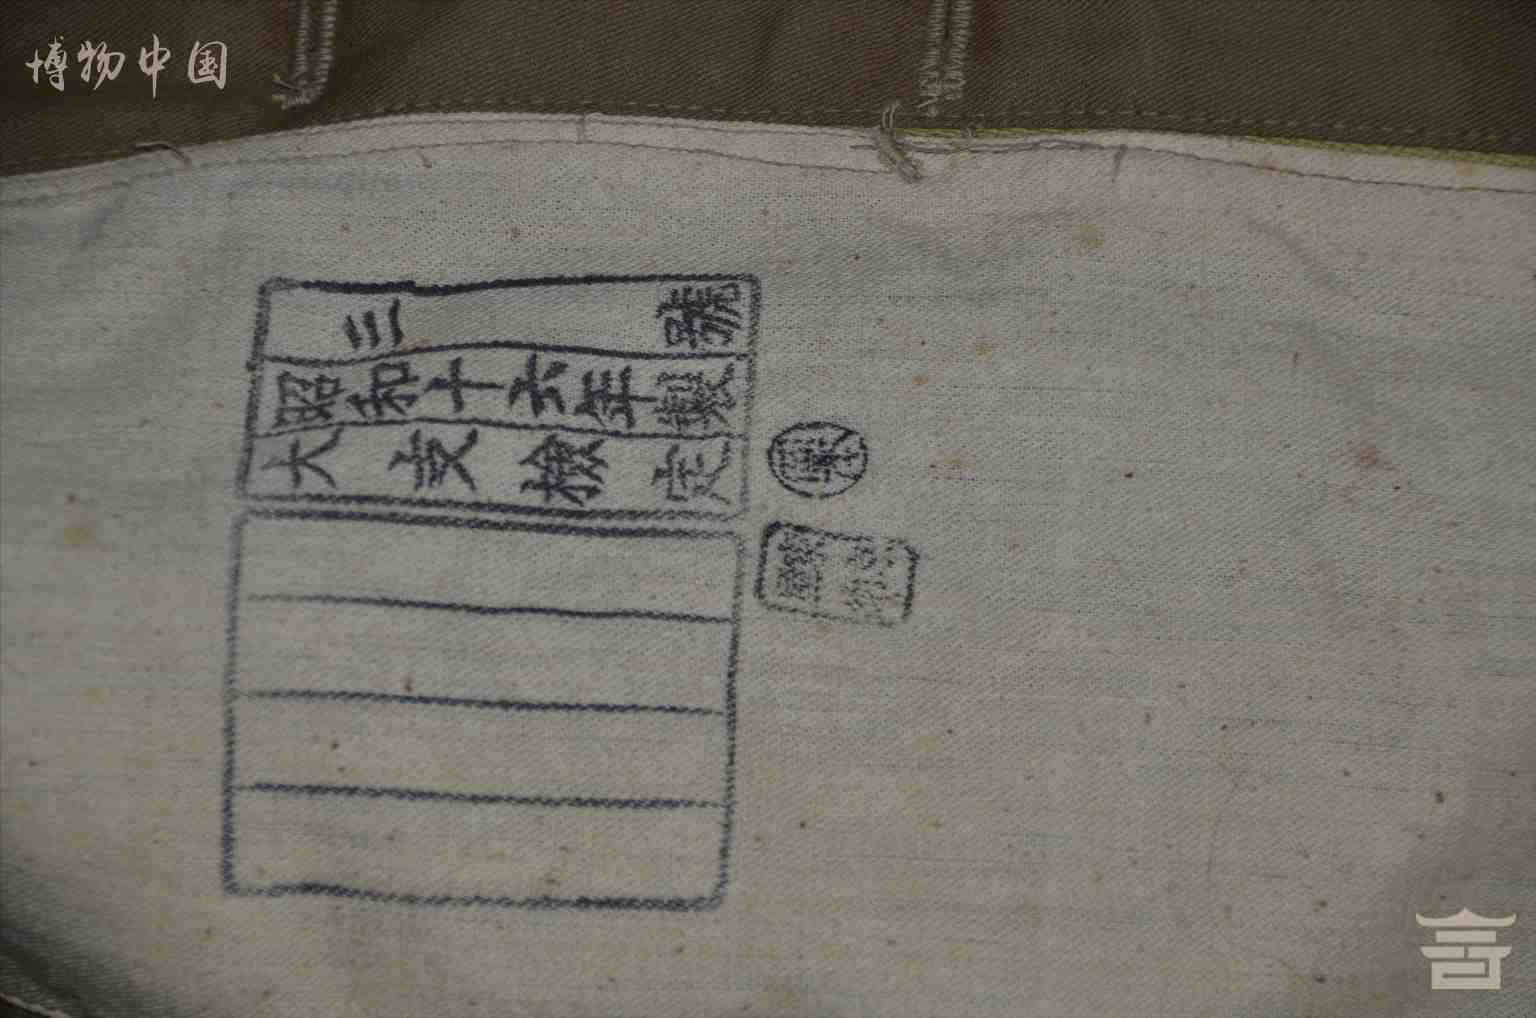 博物中国
三號
昭和十六年製
大支檢定